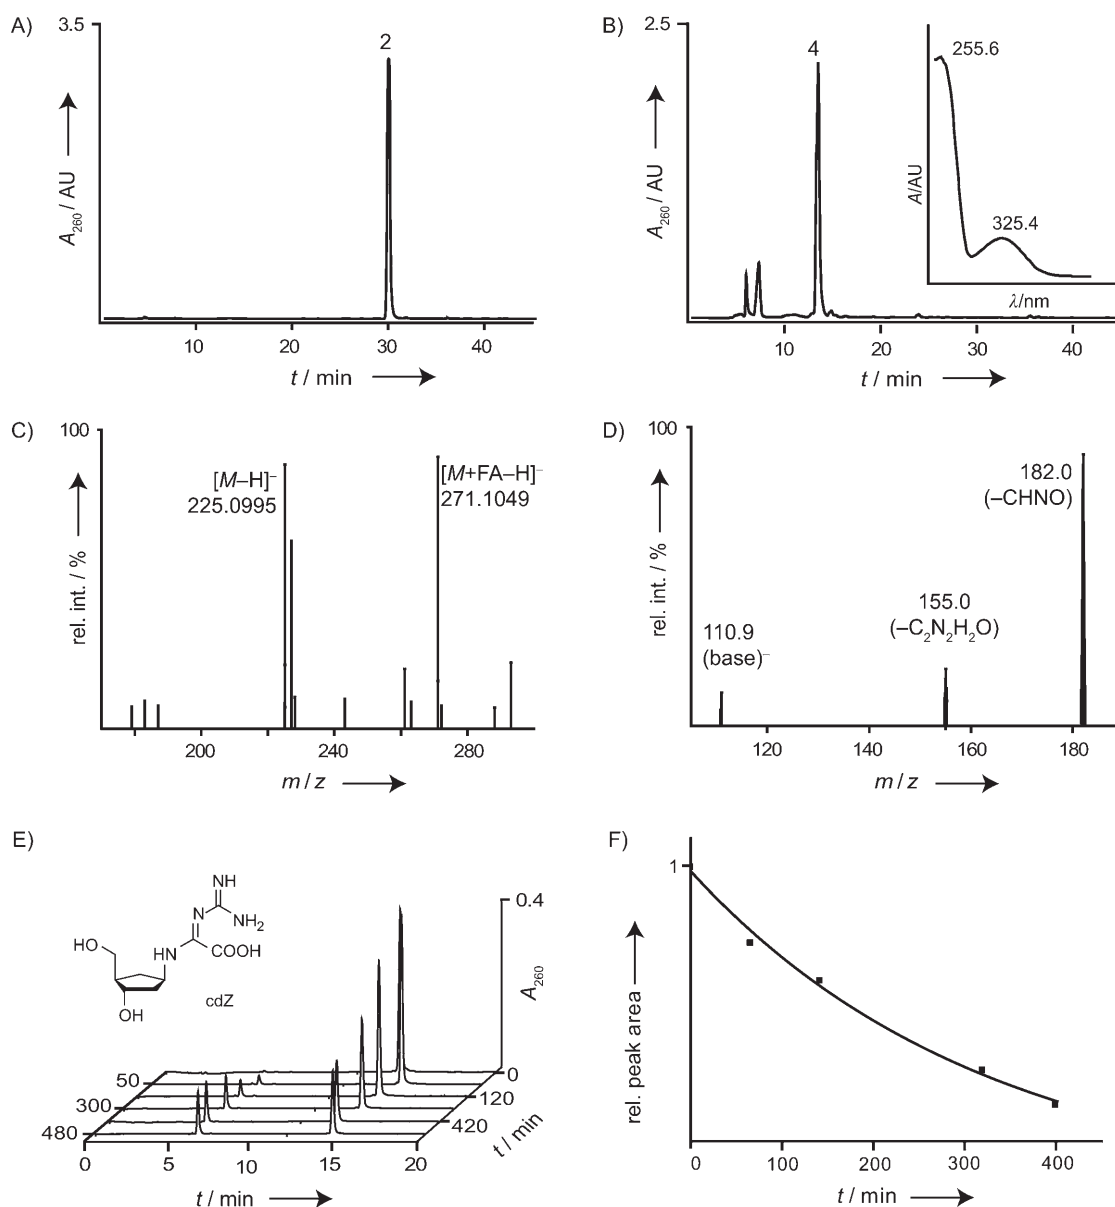 A)
3.5
2
A260 / AU
10
20
30
40
t / min
B)
2.5
4
A260 / AU
255.6
325.4
A/AU
λ/nm
10
20
30
40
t / min
C)
100
[M–H]–
225.0995
[M+FA–H]–
271.1049
rel. int. / %
200
240
280
m / z
D)
100
182.0
(–CHNO)
155.0
(–C2N2H2O)
110.9
(base)–
rel. int. / %
120
140
160
180
m / z
E)
NH
N
NH2
HN
COOH
HO
OH
cdZ
0.4
A260
0
50
120
300
420
480
t / min
0
5
10
15
20
t / min
F)
1
rel. peak area
0
100
200
300
400
t / min